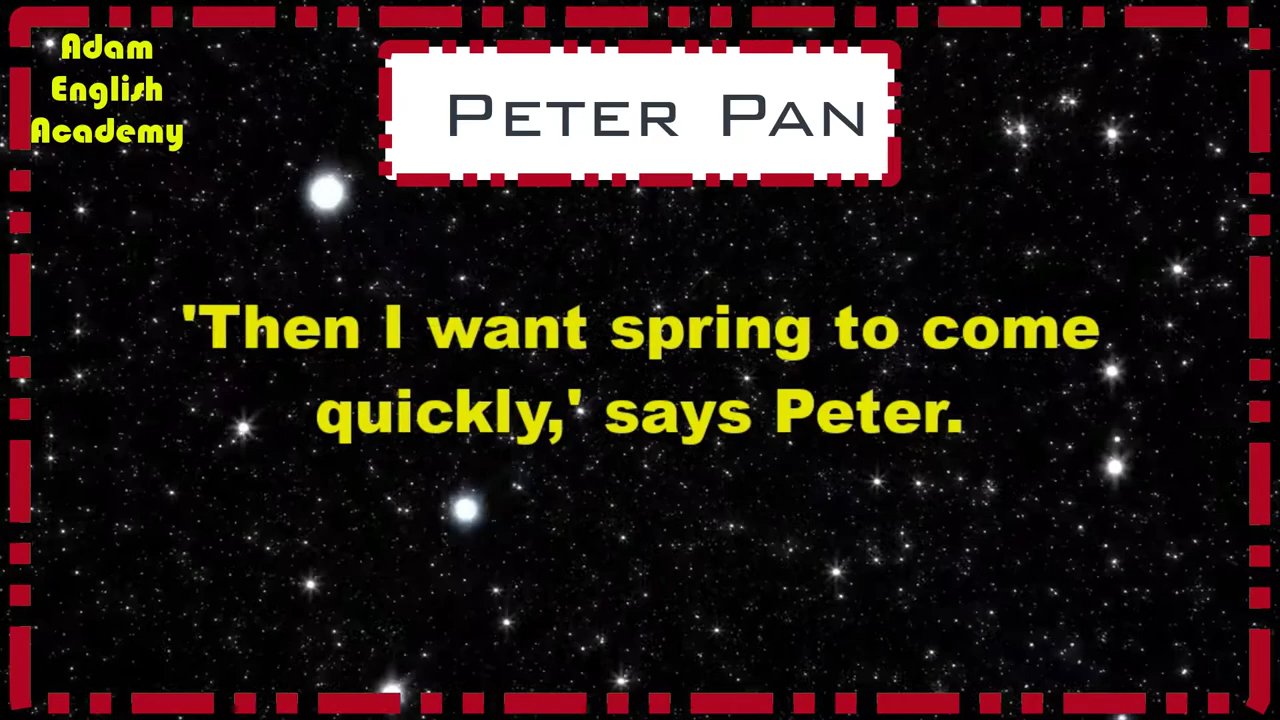 Adam
English
Academy
Peter Pan
'Then I want spring to come
quickly,' says Peter.